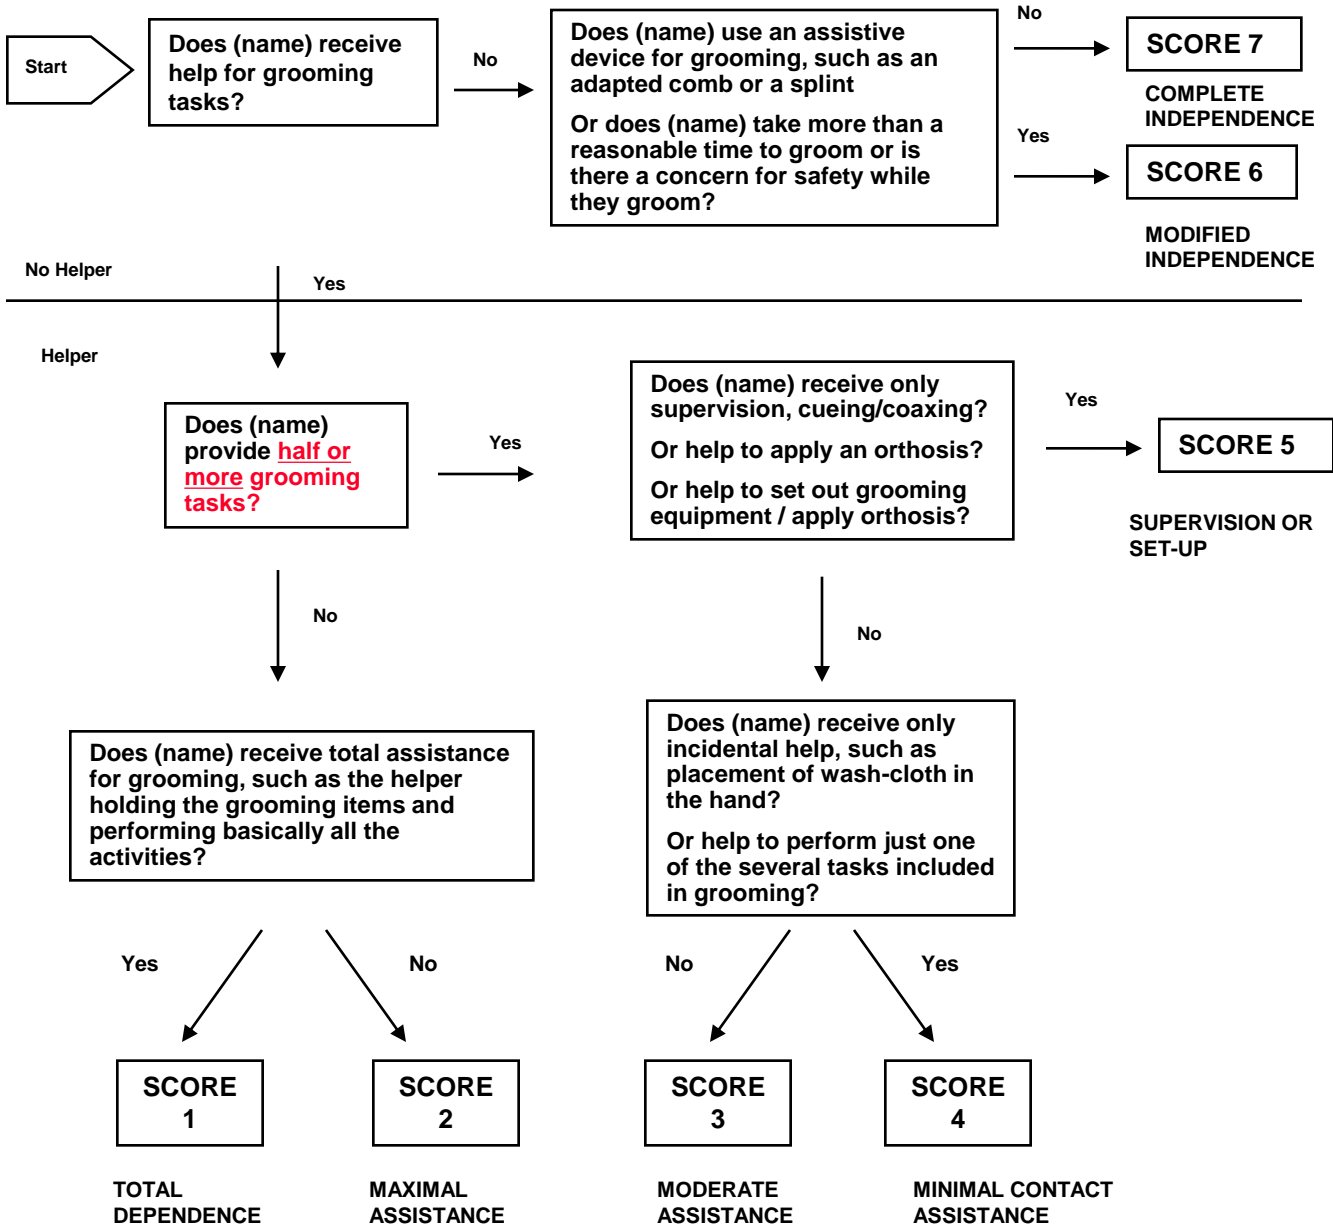 Start
Does (name) receive
help for grooming
tasks?
No
Does (name) use an assistive
device for grooming, such as an
adapted comb or a splint
Or does (name) take more than a
reasonable time to groom or is
there a concern for safety while
they groom?
No
SCORE 7
COMPLETE
INDEPENDENCE
Yes
SCORE 6
MODIFIED
INDEPENDENCE
No Helper
Yes
Helper
Does (name)
provide half or
more grooming
tasks?
Yes
Does (name) receive only
supervision, cueing/coaxing?
Or help to apply an orthosis?
Or help to set out grooming
equipment / apply orthosis?
Yes
SCORE 5
SUPERVISION OR
SET-UP
No
No
Does (name) receive total assistance
for grooming, such as the helper
holding the grooming items and
performing basically all the
activities?
Does (name) receive only
incidental help, such as
placement of wash-cloth in
the hand?
Or help to perform just one
of the several tasks included
in grooming?
Yes
No
No
Yes
SCORE
1
SCORE
2
SCORE
3
SCORE
4
TOTAL
DEPENDENCE
MAXIMAL
ASSISTANCE
MODERATE
ASSISTANCE
MINIMAL CONTACT
ASSISTANCE